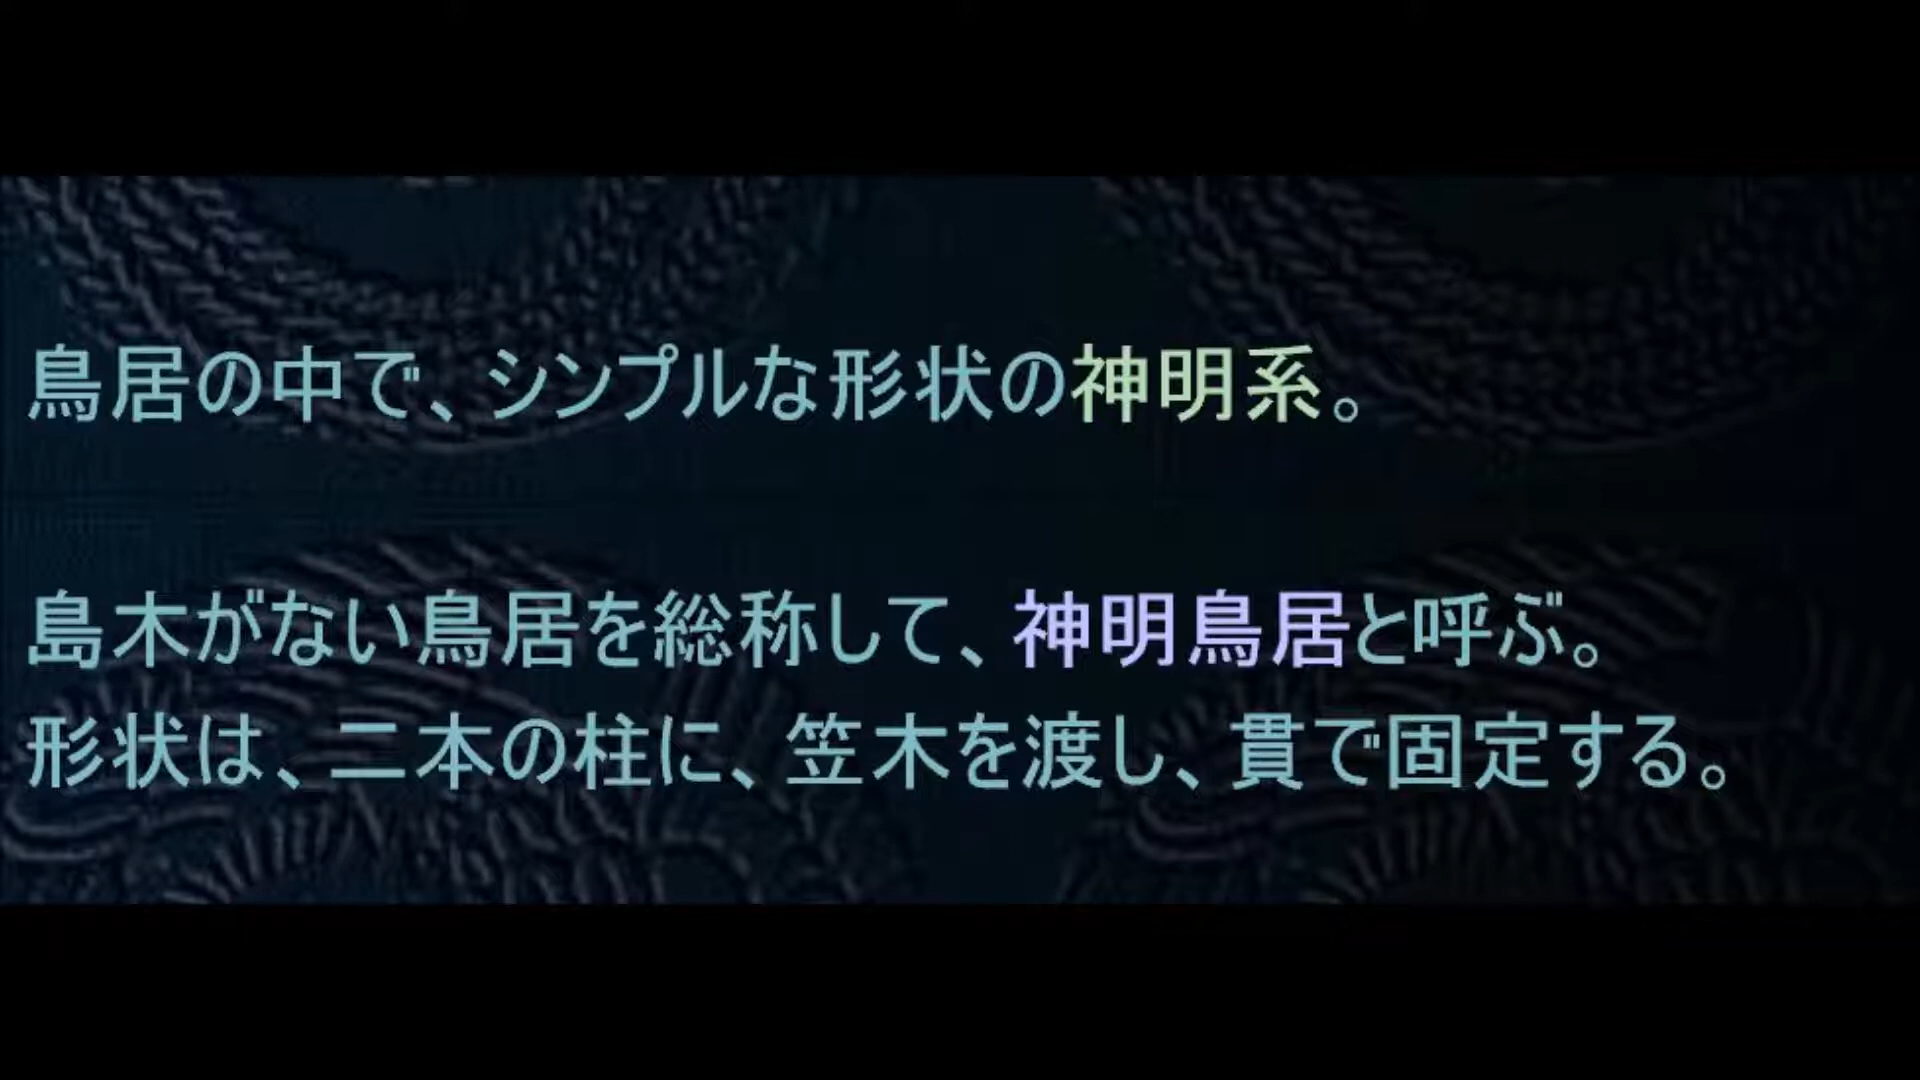 鳥居の中で、シンプルな形状の神明系。
島木がない鳥居を総称して、神明鳥居と呼ぶ。
形状は、二本の柱に、笠木を渡し、貫で固定する。